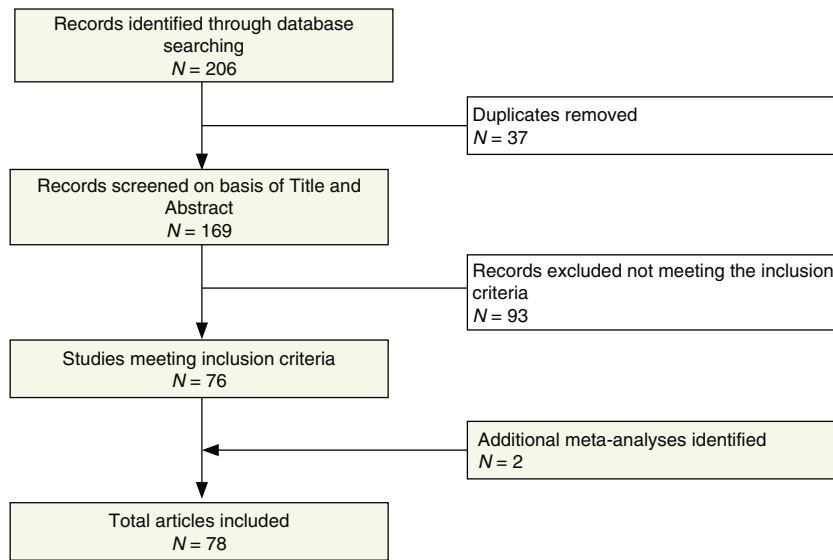 Records identified through database
searching
N = 206
Duplicates removed
N = 37
Records screened on basis of Title and
Abstract
N = 169
Records excluded not meeting the inclusion
criteria
N = 93
Studies meeting inclusion criteria
N = 76
Additional meta-analyses identified
N = 2
Total articles included
N = 78